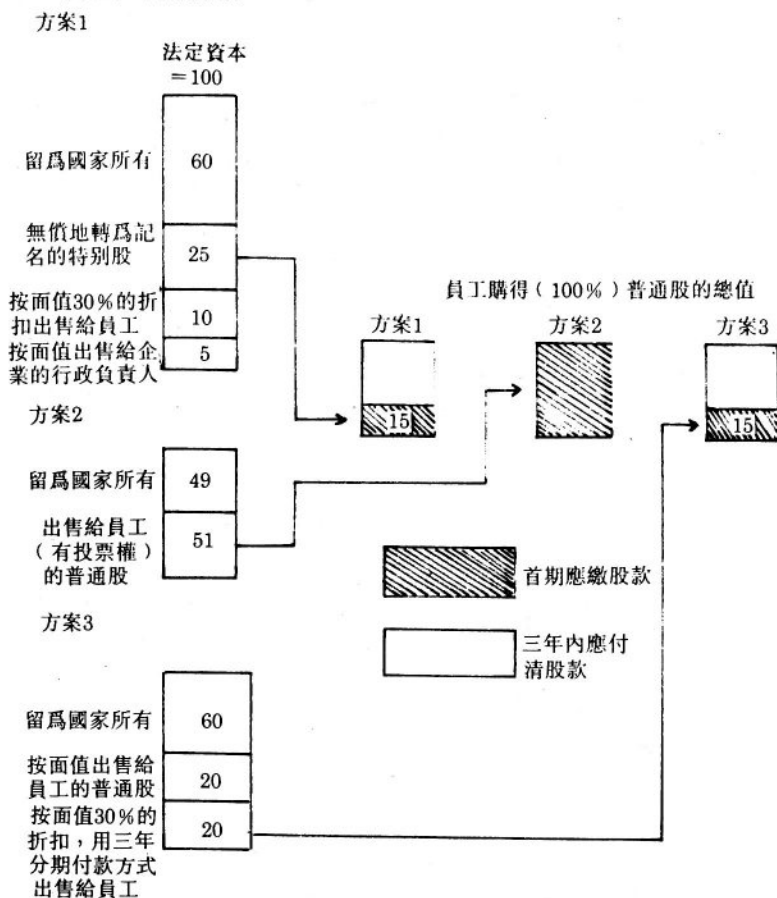 方案1
法定資本
＝100
留爲國家所有
60
無償地轉爲記
名的特别股
25
按面值30％的折
扣出售給員工
10
按面值出售給企
業的行政負責人
5
員工購得（100％）普通股的總值
方案1
方案2
方案3
15
15
方案2
留爲國家所有
49
出售給員工
（有投票權）
的普通股
51
首期應繳股款
三年内應付
清股款
方案3
留爲國家所有
60
按面值出售給
員工的普通股
20
按面值30％的
折扣，用三年
分期付款方式
出售給員工
20